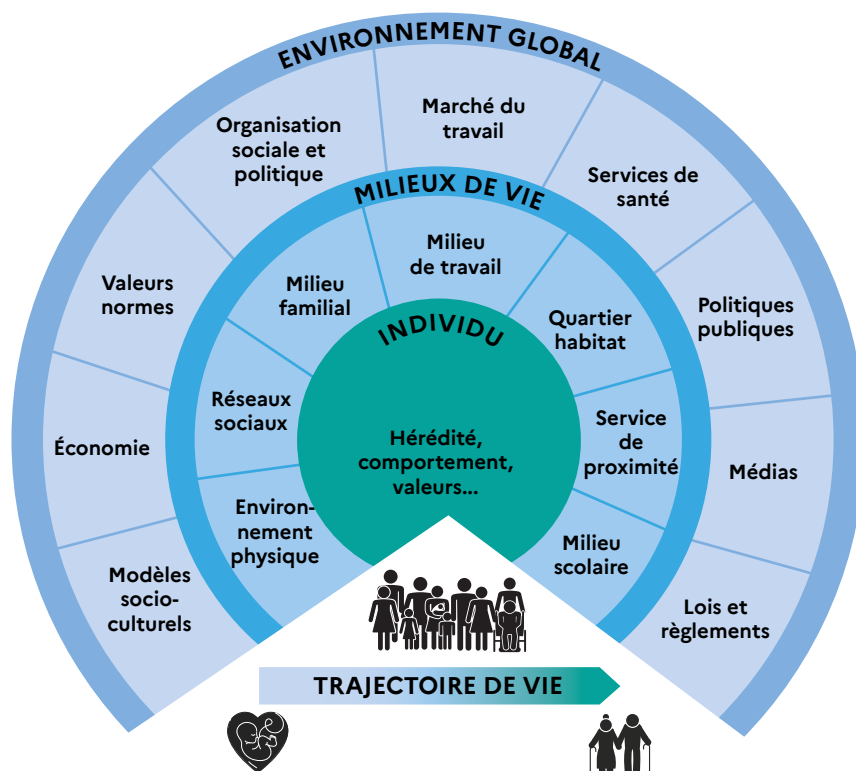 ENVIRONNEMENT GLOBAL
Organisation
sociale et
politique
Marché du
travail
Services de
santé
Valeurs
normes
Politiques
publiques
Économie
Médias
Modèles
socio-
culturels
Lois et
règlements
MILIEUX DE VIE
Milieu
familial
Milieu
de travail
Quartier
habitat
Réseaux
sociaux
Service
de
proximité
Environ-
nement
physique
Milieu
scolaire
INDIVIDU
Hérédité,
comportement,
valeurs...
TRAJECTOIRE DE VIE